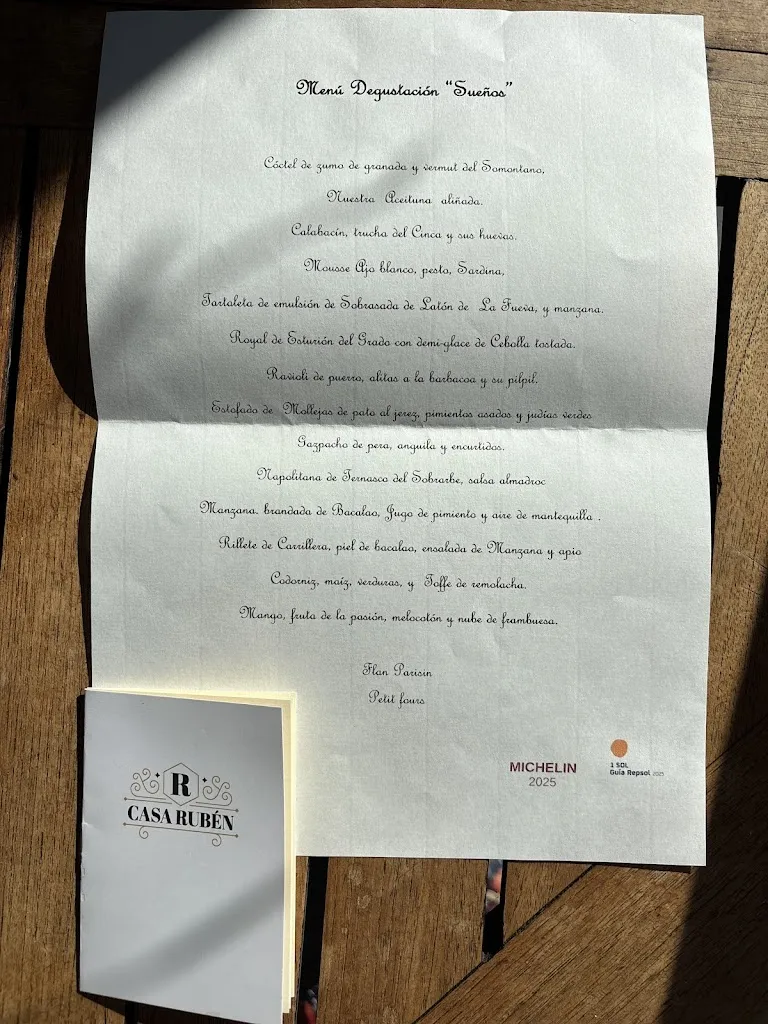 Menú Degustación “Sueños”
Cóctel de zumo de granada y vermut del Somontano,
Nuestra Aceituna aliñada.
Calabacín, trucha del Cinca y sus huevas.
Mousse Ajo blanco, pesto, Sardina,
Tartaleta de emulsión de Sobrasada de Latón de La Fueva, y manzana.
Royal de Esturión del Grado con demi-glace de Cebolla tostada.
Ravioli de puerro, alitas a la barbacoa y su pilpil.
Estofado de Mollejas de pato al jerez, pimientos asados y judías verdes
Gazpacho de pera, anguila y encurtidos.
Napolitana de Ternasco del Sobrarbe, salsa almadroc
Manzana, brandada de Bacalao, Jugo de pimiento y aire de mantequilla .
Rillete de Carrillera, piel de bacalao, ensalada de Manzana y apio
Codorniz, maíz, verduras, y Toffe de remolacha.
Mango, fruta de la pasión, melocotón y nube de frambuesa.
Flan Parisin
Petit fours
MICHELIN
2025
1 SOL
Guía Repsol 2025
R
CASA RUBÉN